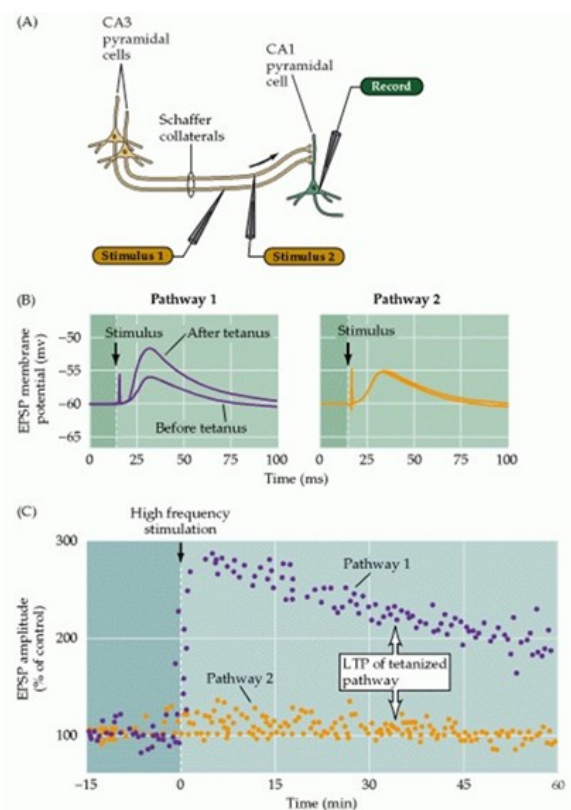 (A)
CA3
pyramidal
cells
CA1
pyramidal
cell
Record
Schaffer
collaterals
Stimulus 1
Stimulus 2
(B)
Pathway 1
Pathway 2
EPSP membrane
potential (mv)
−50
−55
−60
−65
Stimulus
After tetanus
Before tetanus
Stimulus
0 25 50 75 100
0 25 50 75 100
Time (ms)
(C)
High frequency
stimulation
EPSP amplitude
(% of control)
300
200
100
Pathway 1
LTP of tetanized
pathway
Pathway 2
−15 0 15 30 45 60
Time (min)